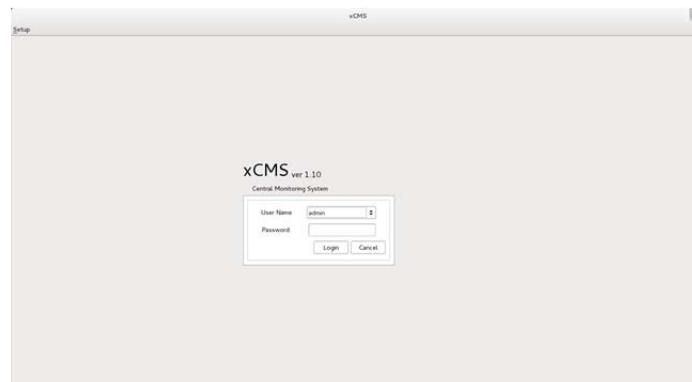 xCMS
Setup
xCMS ver 1.10
Central Monitoring System
User Name admin
Password
Login Cancel